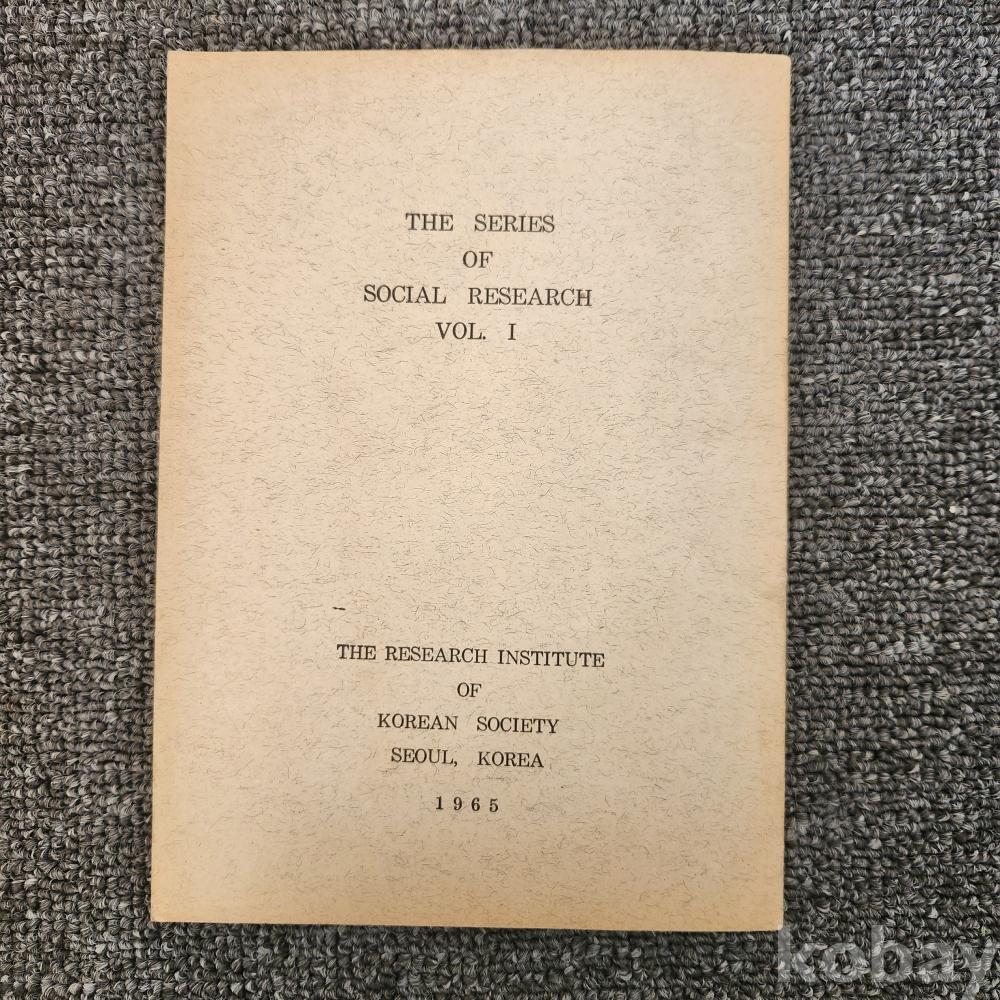 THE SERIES
OF
SOCIAL RESEARCH
VOL. I
THE RESEARCH INSTITUTE
OF
KOREAN SOCIETY
SEOUL, KOREA
1965
kobay